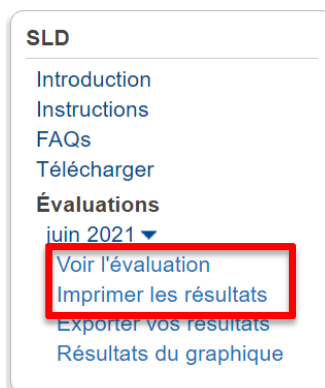 SLD
Introduction
Instructions
FAQs
Télécharger
Évaluations
juin 2021
Voir l'évaluation
Imprimer les résultats
Exporter vos résultats
Résultats du graphique